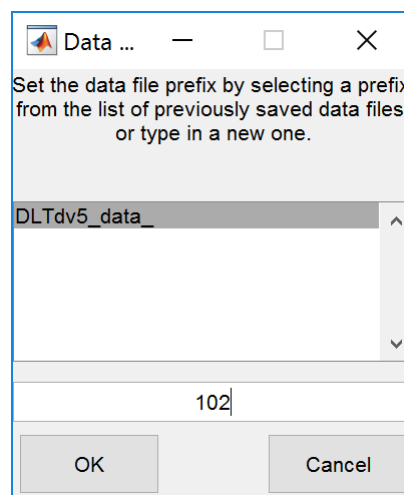 Data ...
Set the data file prefix by selecting a prefix
from the list of previously saved data files
or type in a new one.
DLTdv5_data_
102
OK
Cancel